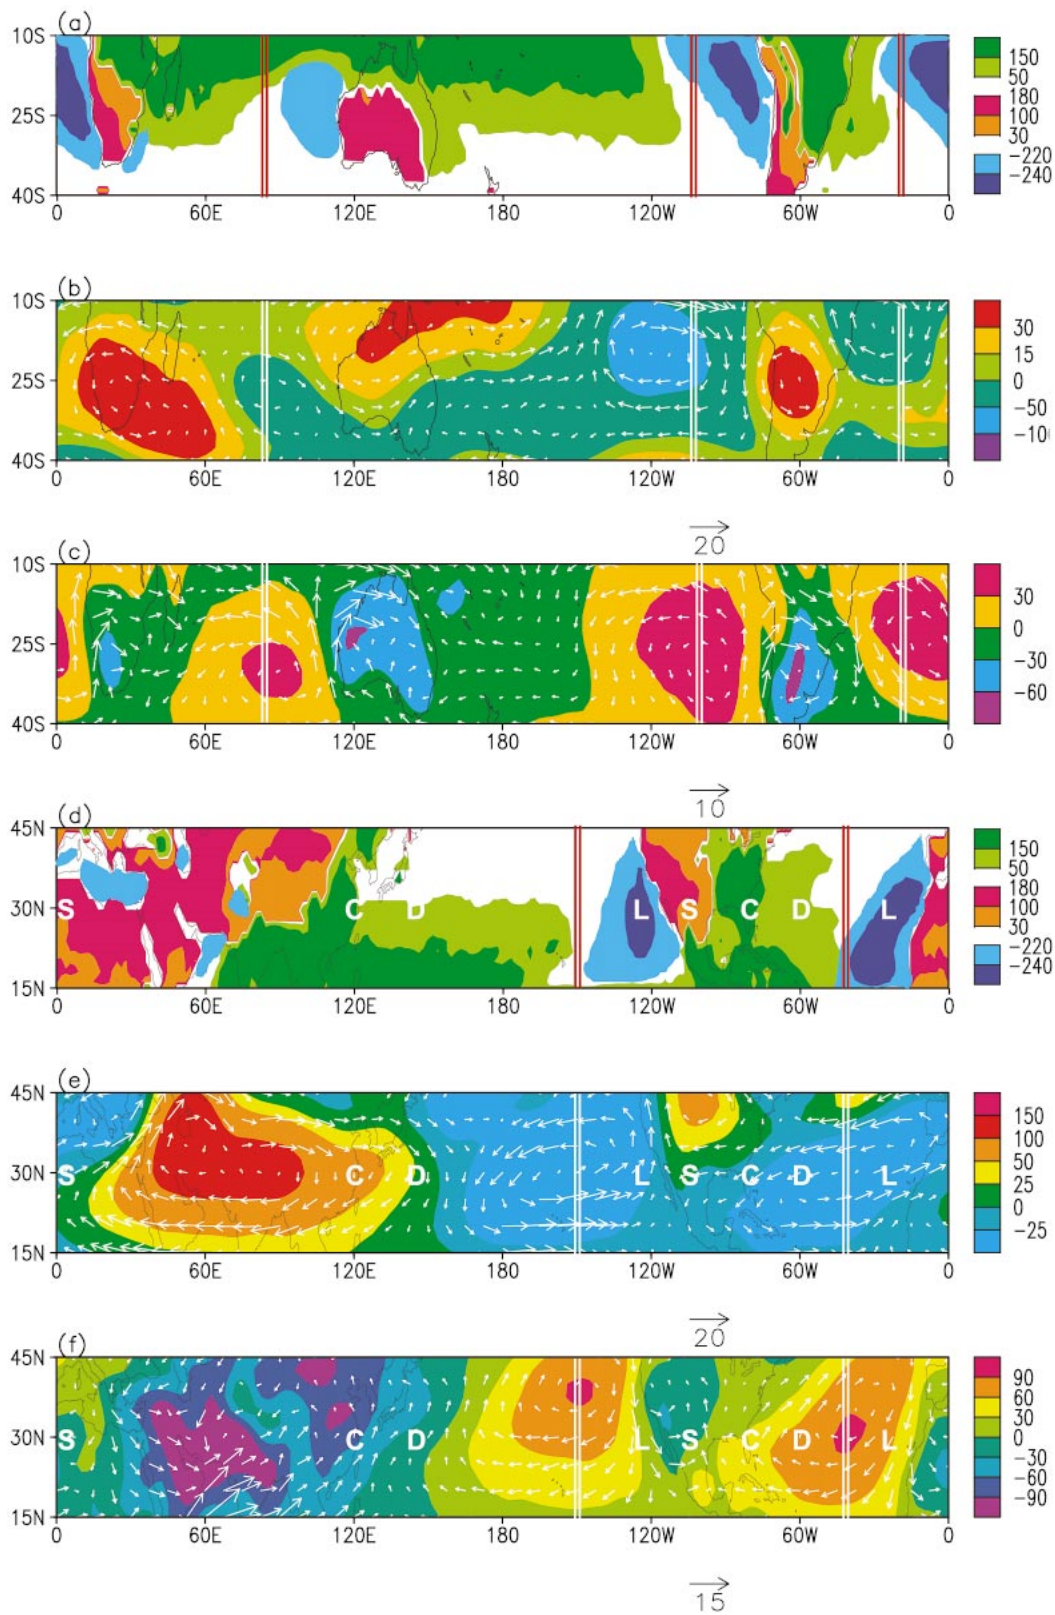 (a)
10S
25S
40S
0 60E 120E 180 120W 60W 0
150
50
180
100
30
-220
-240
(b)
10S
25S
40S
0 60E 120E 180 120W 60W 0
30
15
0
-50
-10
20
(c)
10S
25S
40S
0 60E 120E 180 120W 60W 0
30
0
-30
-60
10
(d)
45N
30N
15N
S C D L S C D L
0 60E 120E 180 120W 60W 0
150
50
180
100
30
-220
-240
(e)
45N
30N
15N
S C D L S C D L
0 60E 120E 180 120W 60W 0
150
100
50
25
0
-25
20
(f)
45N
30N
15N
S C D L S C D L
0 60E 120E 180 120W 60W 0
90
60
30
0
-30
-60
-90
15